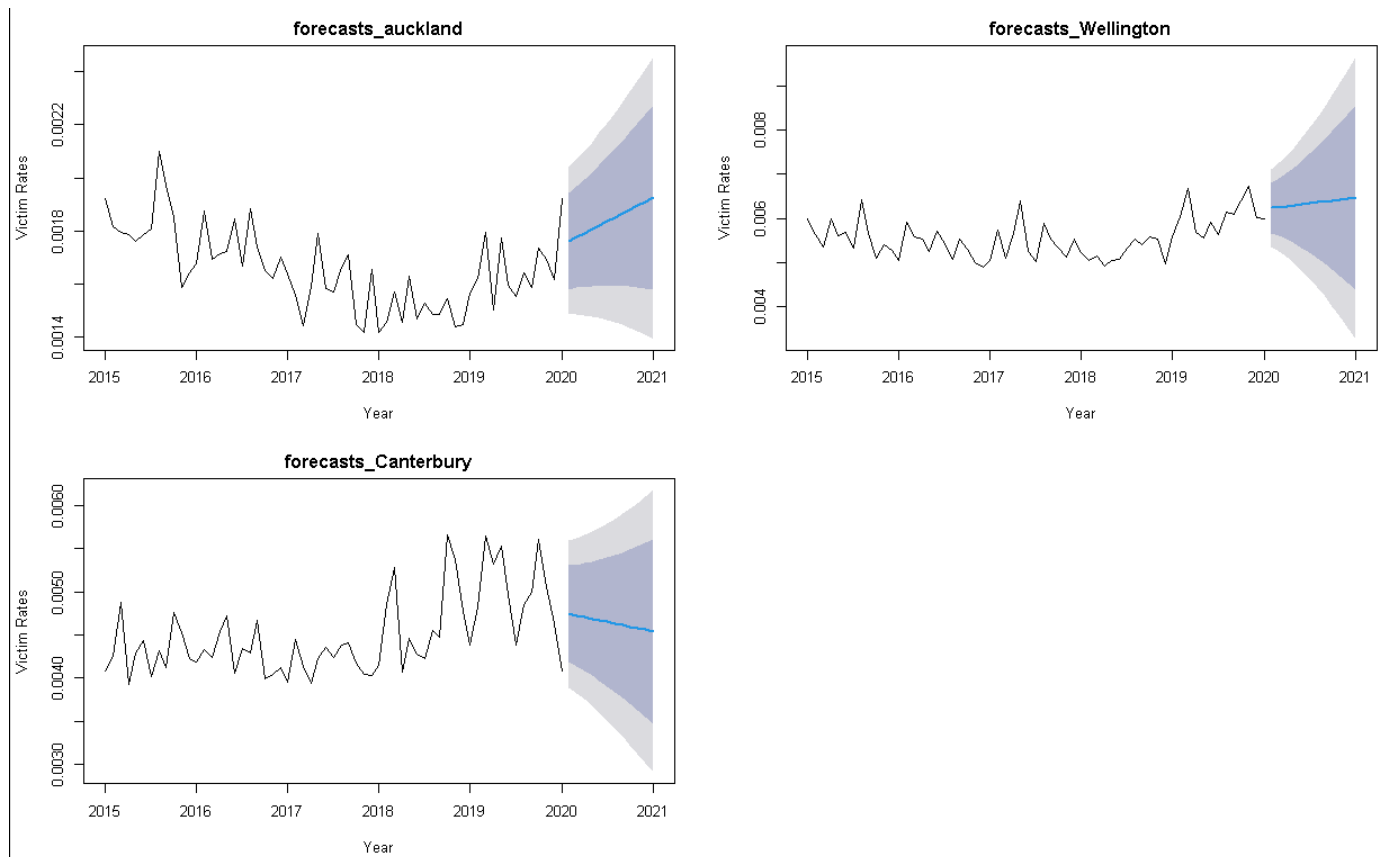 forecasts_auckland
Victim Rates
0.0022
0.0018
0.0014
2015 2016 2017 2018 2019 2020 2021
Year
forecasts_Wellington
Victim Rates
0.008
0.006
0.004
2015 2016 2017 2018 2019 2020 2021
Year
forecasts_Canterbury
Victim Rates
0.0060
0.0050
0.0040
0.0030
2015 2016 2017 2018 2019 2020 2021
Year